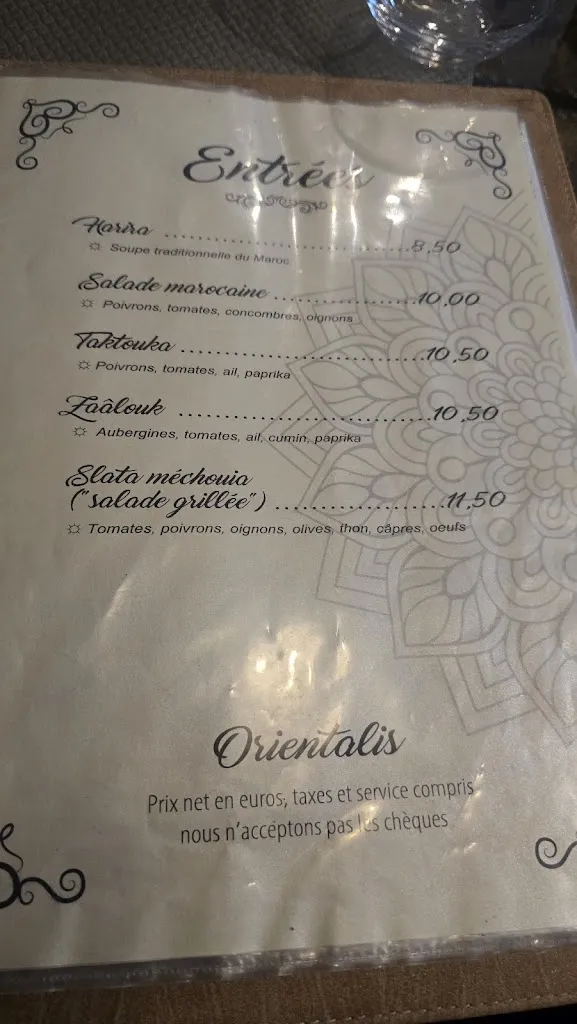 Entrées
Harira ........................................8,50
☼ Soupe traditionnelle du Maroc
Salade marocaine .......................10,00
☼ Poivrons, tomates, concombres, oignons
Taktouka ....................................10,50
☼ Poivrons, tomates, ail, paprika
Zaâlouk .....................................10,50
☼ Aubergines, tomates, ail, cumin, paprika
Slata méchouia
("salade grillée") .........................11,50
☼ Tomates, poivrons, oignons, olives, thon, câpres, oeufs
Orientalis
Prix net en euros, taxes et service compris
nous n'accéptons pas les chèques